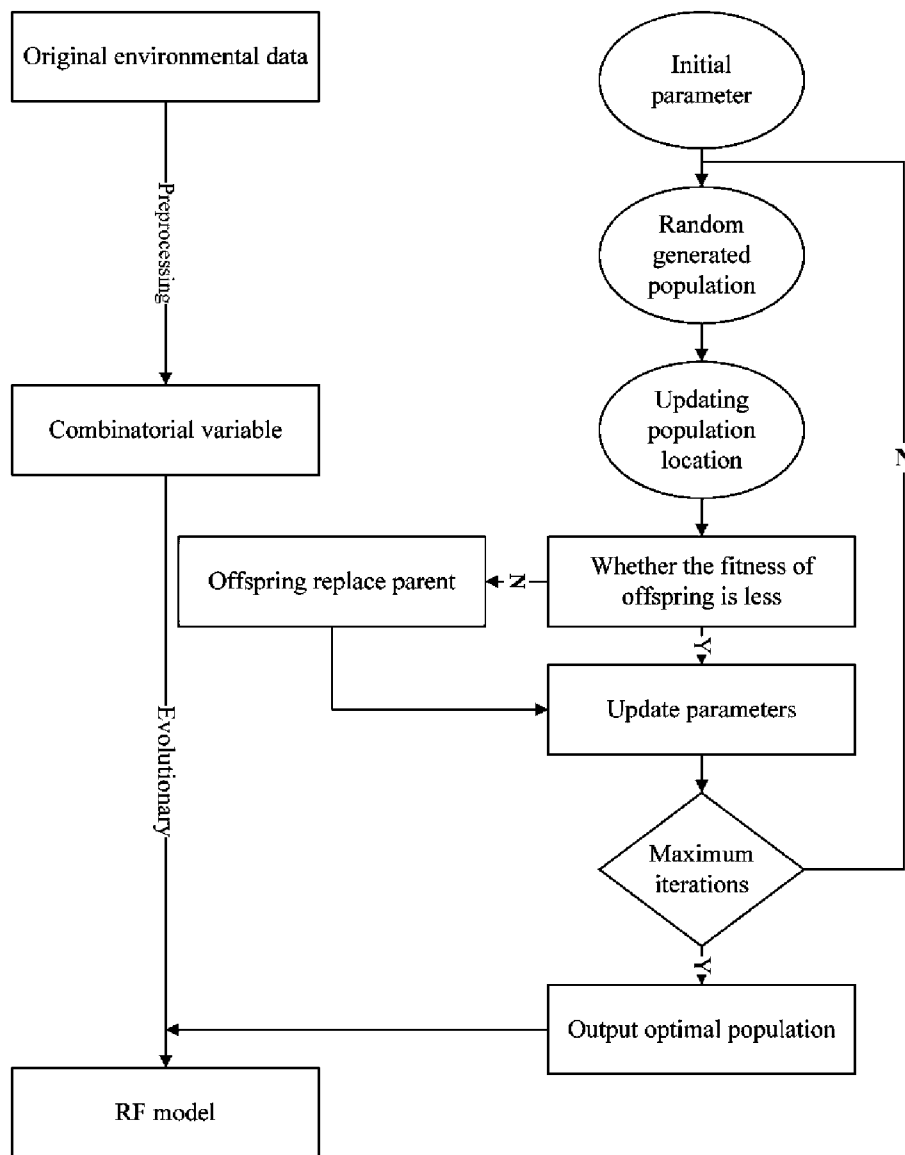 Original environmental data
Preprocessing
Combinatorial variable
Evolutionary
RF model
Initial
parameter
Random
generated
population
Updating
population
location
Whether the fitness of
offspring is less
N
Offspring replace parent
Y
Update parameters
Maximum
iterations
N
Y
Output optimal population